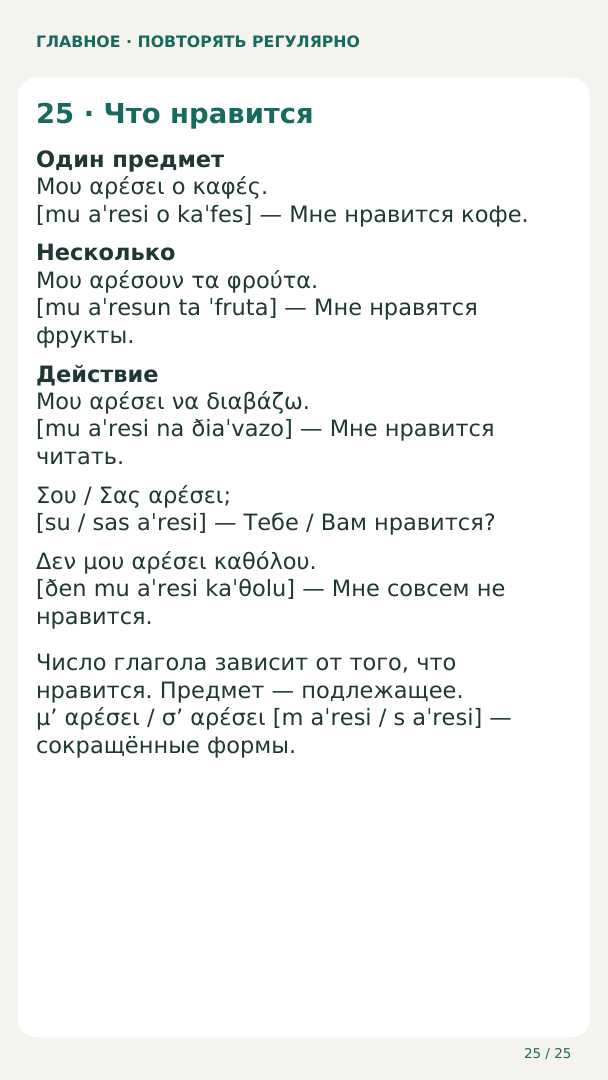 ГЛАВНОЕ · ПОВТОРЯТЬ РЕГУЛЯРНО
25 · Что нравится
Один предмет
Μου αρέσει ο καφές.
[mu aˈresi o kaˈfes] — Мне нравится кофе.
Несколько
Μου αρέσουν τα φρούτα.
[mu aˈresun ta ˈfruta] — Мне нравятся
фрукты.
Действие
Μου αρέσει να διαβάζω.
[mu aˈresi na ðiaˈvazo] — Мне нравится
читать.
Σου / Σας αρέσει;
[su / sas aˈresi] — Тебе / Вам нравится?
Δεν μου αρέσει καθόλου.
[ðen mu aˈresi kaˈθolu] — Мне совсем не
нравится.
Число глагола зависит от того, что
нравится. Предмет — подлежащее.
μ’ αρέσει / σ’ αρέσει [m aˈresi / s aˈresi] —
сокращённые формы.
25 / 25